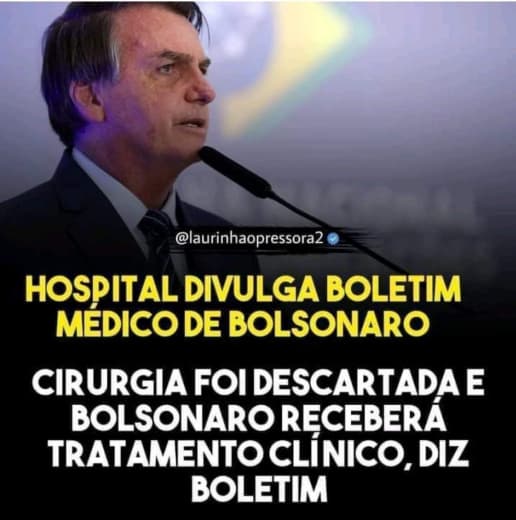 @laurinhaopressora2
HOSPITAL DIVULGA BOLETIM
MÉDICO DE BOLSONARO
CIRURGIA FOI DESCARTADA E
BOLSONARO RECEBERÁ
TRATAMENTO CLÍNICO, DIZ
BOLETIM